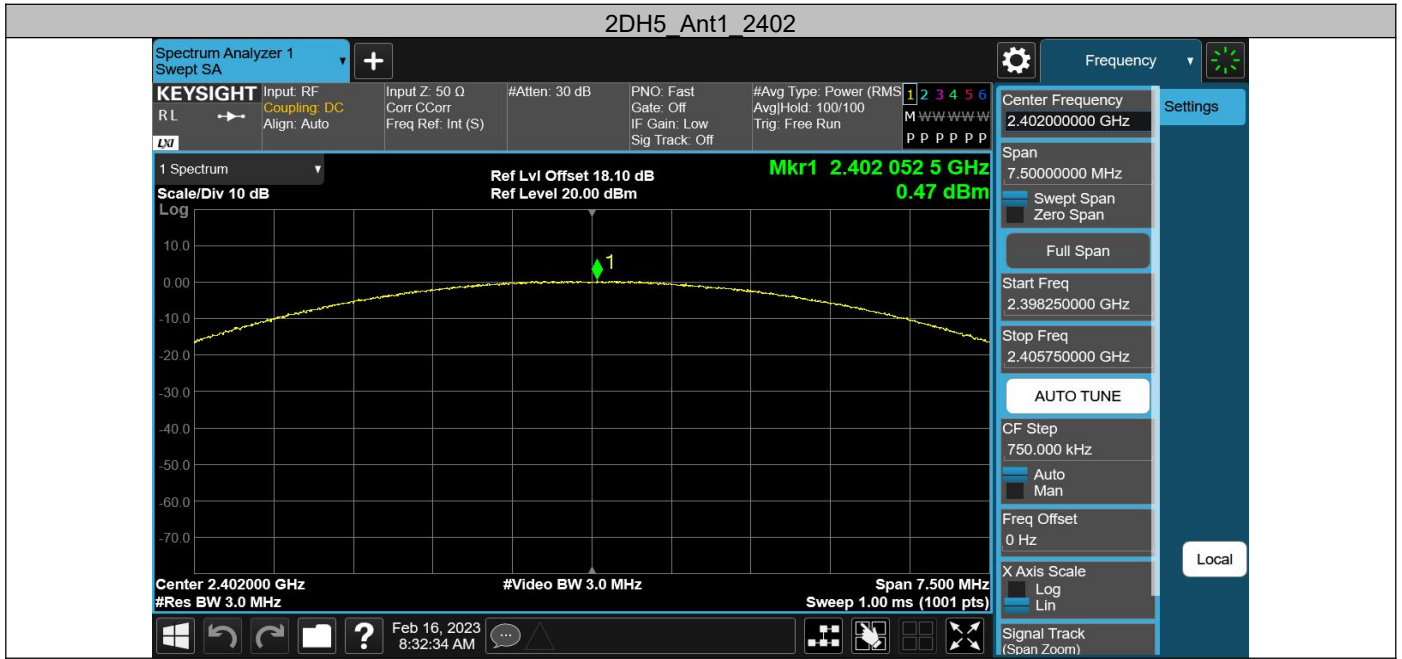 2DH5_Ant1_2402
Spectrum Analyzer 1
Swept SA
+
Frequency
KEYSIGHT
RL
LXI
Input: RF
Coupling: DC
Align: Auto
Input Z: 50 Ω
Corr CCorr
Freq Ref: Int (S)
#Atten: 30 dB
PNO: Fast
Gate: Off
IF Gain: Low
Sig Track: Off
#Avg Type: Power (RMS
Avg|Hold: 100/100
Trig: Free Run
1 2 3 4 5 6
M W W W W W
P P P P P P
Center Frequency
2.402000000 GHz
Settings
1 Spectrum
Scale/Div 10 dB
Ref Lvl Offset 18.10 dB
Ref Level 20.00 dBm
Mkr1 2.402 052 5 GHz
0.47 dBm
Log
10.0
0.00
-10.0
-20.0
-30.0
-40.0
-50.0
-60.0
-70.0
1
Center 2.402000 GHz
#Res BW 3.0 MHz
#Video BW 3.0 MHz
Span 7.500 MHz
Sweep 1.00 ms (1001 pts)
Span
7.50000000 MHz
Swept Span
Zero Span
Full Span
Start Freq
2.398250000 GHz
Stop Freq
2.405750000 GHz
AUTO TUNE
CF Step
750.000 kHz
Auto
Man
Freq Offset
0 Hz
X Axis Scale
Log
Lin
Signal Track
(Span Zoom)
Local
?
Feb 16, 2023
8:32:34 AM